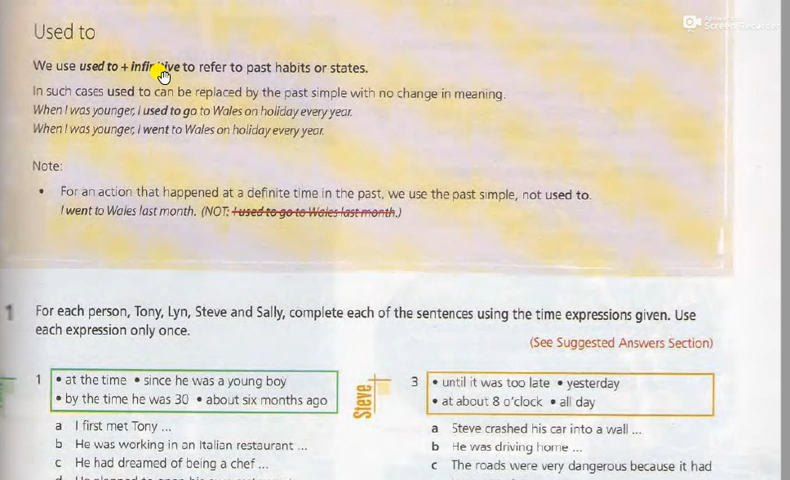 Used to
We use used to + infinitive to refer to past habits or states.
In such cases used to can be replaced by the past simple with no change in meaning.
When I was younger, I used to go to Wales on holiday every year.
When I was younger, I went to Wales on holiday every year.
Note:
• For an action that happened at a definite time in the past, we use the past simple, not used to.
I went to Wales last month. (NOT: I used to go to Wales last month.)
1 For each person, Tony, Lyn, Steve and Sally, complete each of the sentences using the time expressions given. Use
each expression only once.
(See Suggested Answers Section)
1 • at the time • since he was a young boy
• by the time he was 30 • about six months ago
a I first met Tony ...
b He was working in an Italian restaurant ...
c He had dreamed of being a chef ...
Steve
3 • until it was too late • yesterday
• at about 8 o'clock • all day
a Steve crashed his car into a wall ...
b He was driving home ...
c The roads were very dangerous because it had
Screen Recorder